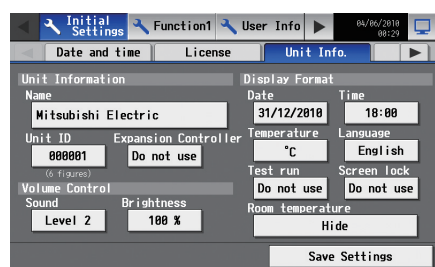 Initial Settings
Function1
User Info
04/06/2010
00:29
Date and time
License
Unit Info.
Unit Information
Name
Mitsubishi Electric
Unit ID
Expansion Controller
000001
Do not use
(6 figures)
Volume Control
Sound
Brightness
Level 2
100 %
Display Format
Date
Time
31/12/2010
18:00
Temperature
Language
°C
English
Test run
Screen lock
Do not use
Do not use
Room temperature
Hide
Save Settings